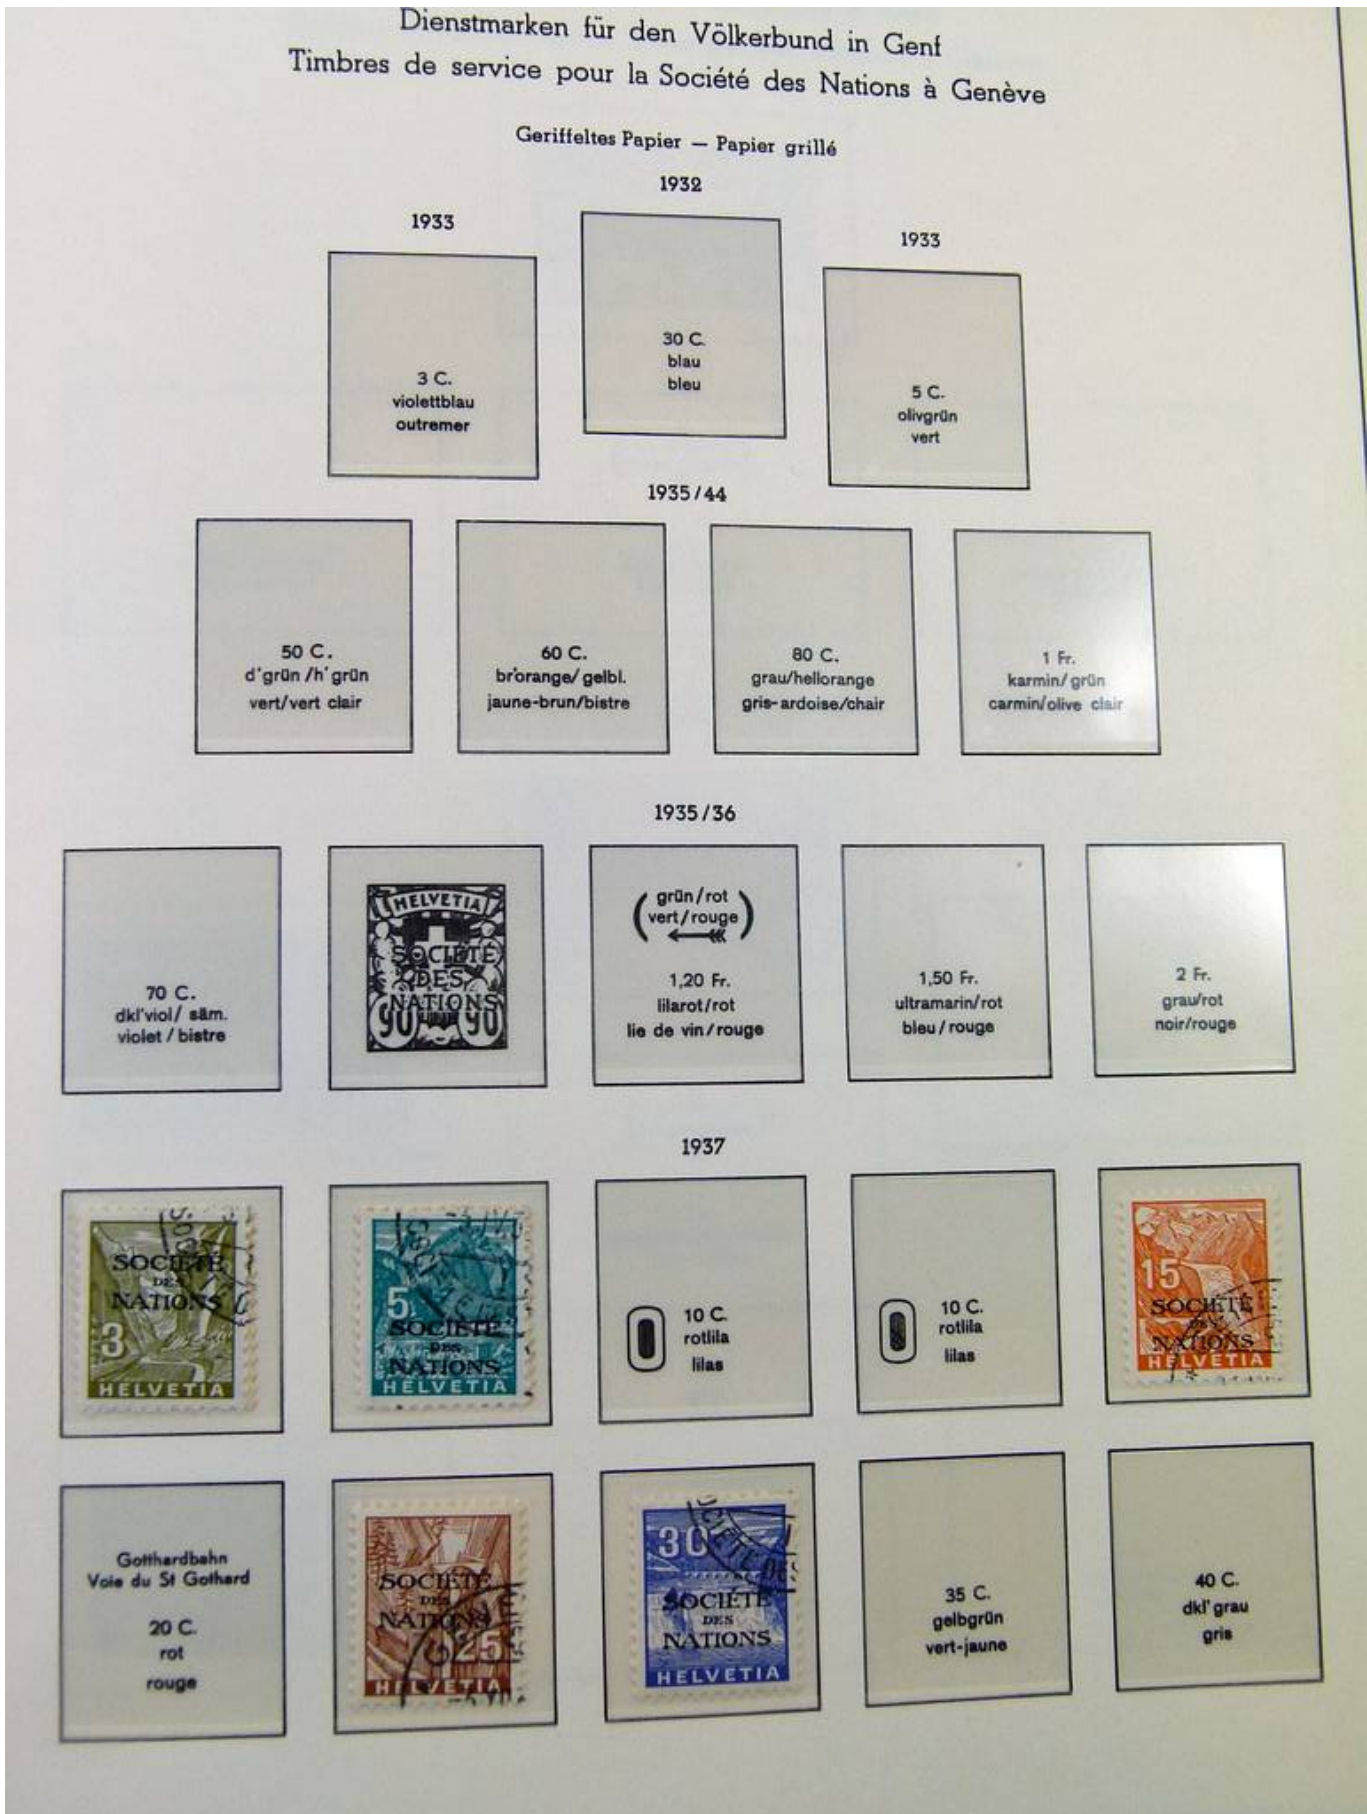 Dienstmarken für den Völkerbund in Genf
Timbres de service pour la Société des Nations à Genève
Geriffeltes Papier — Papier grillé
1932
1933
1933
30 C.
blau
bleu
3 C.
violettblau
outremer
5 C.
olivgrün
vert
1935/44
50 C.
d'grün/h'grün
vert/vert clair
60 C.
br'orange/gelbl.
jaune-brun/bistre
80 C.
grau/hellorange
gris-ardoise/chair
1 Fr.
karmin/grün
carmin/olive clair
1935/36
70 C.
dkl'viol/säm.
violet/bistre
HELVETIA
SOCIÉTÉ
DES
NATIONS
90 90
(grün/rot
vert/rouge)
1,20 Fr.
lilarot/rot
lie de vin/rouge
1,50 Fr.
ultramarin/rot
bleu/rouge
2 Fr.
grau/rot
noir/rouge
1937
SOCIÉTÉ
DES
NATIONS
3
HELVETIA
5
SOCIÉTÉ
DES
NATIONS
HELVETIA
10 C.
rotlila
lilas
10 C.
rotlila
lilas
15
SOCIÉTÉ
DES
NATIONS
HELVETIA
Gotthardbahn
Voie du St Gothard
20 C.
rot
rouge
SOCIÉTÉ
DES
NATIONS
25
HELVETIA
30
SOCIÉTÉ
DES
NATIONS
HELVETIA
35 C.
gelbgrün
vert-jaune
40 C.
dkl'grau
gris